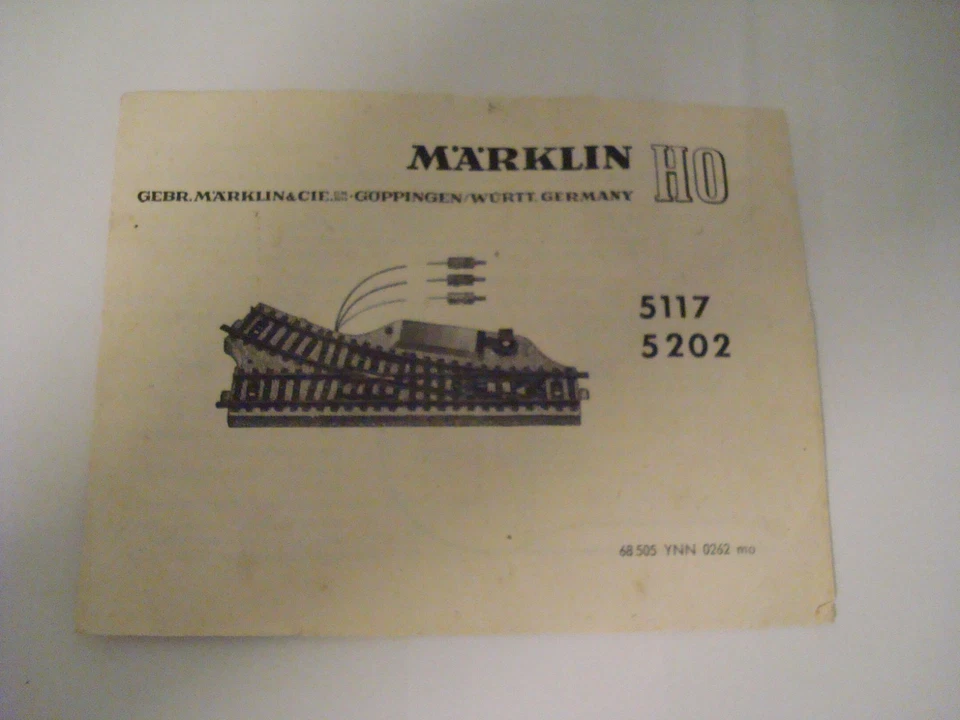 MÄRKLIN HO
GEBR. MÄRKLIN & CIE. · GÖPPINGEN/WÜRTT. GERMANY
5117
5202
68 505 YNN 0262 mo